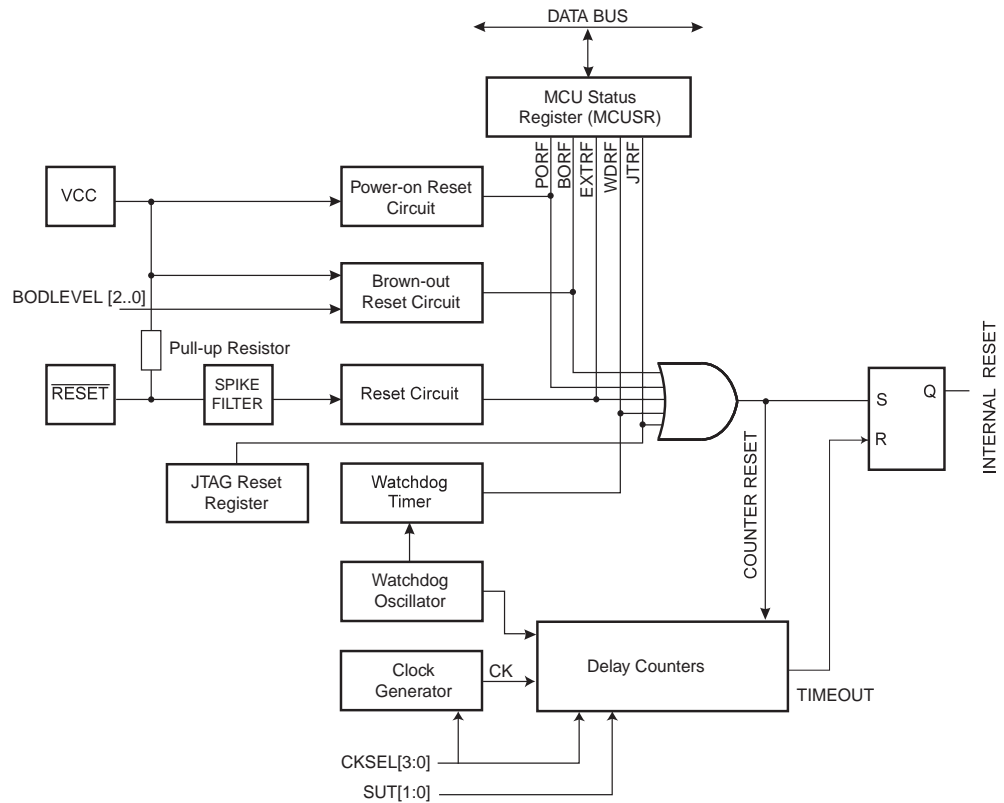 DATA BUS
MCU Status
Register (MCUSR)
PORF
BORF
EXTRF
WDRF
JTRF
VCC
Power-on Reset
Circuit
Brown-out
Reset Circuit
BODLEVEL [2..0]
Pull-up Resistor
RESET
SPIKE
FILTER
Reset Circuit
JTAG Reset
Register
Watchdog
Timer
Watchdog
Oscillator
Clock
Generator
CK
Delay Counters
CKSEL[3:0]
SUT[1:0]
COUNTER RESET
TIMEOUT
S
R
Q
INTERNAL RESET